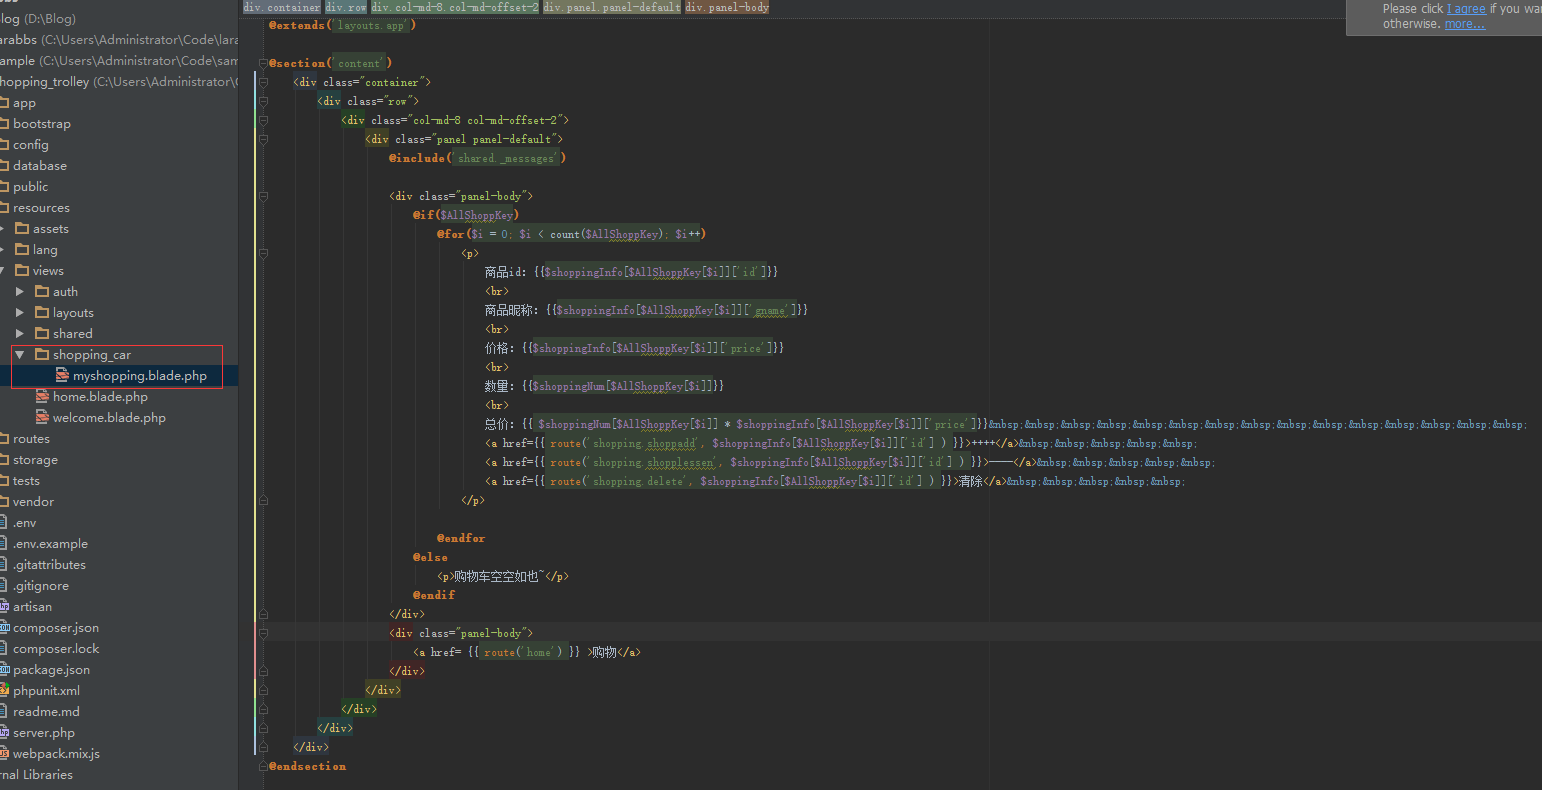 div.container div.row div.col-md-8.col-md-offset-2 div.panel.panel-default div.panel-body
Please click I agree if you wan
otherwise. more...
log (D:\Blog)
arabbs (C:\Users\Administrator\Code\lara
ample (C:\Users\Administrator\Code\sam
hopping_trolley (C:\Users\Administrator\C
app
bootstrap
config
database
public
resources
assets
lang
views
auth
layouts
shared
shopping_car
myshopping.blade.php
home.blade.php
welcome.blade.php
routes
storage
tests
vendor
.env
.env.example
.gitattributes
.gitignore
artisan
composer.json
composer.lock
package.json
phpunit.xml
readme.md
server.php
webpack.mix.js
rnal Libraries
@extends('layouts.app')
@section('content')
<div class="container">
<div class="row">
<div class="col-md-8 col-md-offset-2">
<div class="panel panel-default">
@include('shared._messages')
<div class="panel-body">
@if($AllShoppKey)
@for($i = 0; $i < count($AllShoppKey); $i++)
<p>
商品id: {{$shoppingInfo[$AllShoppKey[$i]]['id']}}
<br>
商品昵称: {{$shoppingInfo[$AllShoppKey[$i]]['gname']}}
<br>
价格: {{$shoppingInfo[$AllShoppKey[$i]]['price']}}
<br>
数量: {{$shoppingNum[$AllShoppKey[$i]]}}
<br>
总价: {{ $shoppingNum[$AllShoppKey[$i]] * $shoppingInfo[$AllShoppKey[$i]]['price']}}&nbsp;&nbsp;&nbsp;&nbsp;&nbsp;&nbsp;&nbsp;&nbsp;&nbsp;&nbsp;&nbsp;&nbsp;&nbsp;&nbsp;&nbsp;
<a href={{ route('shopping.shoppadd', $shoppingInfo[$AllShoppKey[$i]]['id'] ) }}>++++</a>&nbsp;&nbsp;&nbsp;&nbsp;&nbsp;
<a href={{ route('shopping.shopplessen', $shoppingInfo[$AllShoppKey[$i]]['id'] ) }}>----</a>&nbsp;&nbsp;&nbsp;&nbsp;&nbsp;
<a href={{ route('shopping.delete', $shoppingInfo[$AllShoppKey[$i]]['id'] ) }}>清除</a>&nbsp;&nbsp;&nbsp;&nbsp;&nbsp;
</p>
@endfor
@else
<p>购物车空空如也~</p>
@endif
</div>
<div class="panel-body">
<a href= {{ route('home') }} >购物</a>
</div>
</div>
</div>
</div>
</div>
@endsection